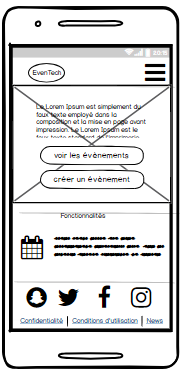 EvenTech
Le Lorem Ipsum est simplement du
faux texte employé dans la
composition et la mise en page avant
impression. Le Lorem Ipsum est le
faux texte standard de l'imprimerie
voir les évènements
créer un évènement
Fonctionnalités
Confidentialité | Conditions d'utilisation | News